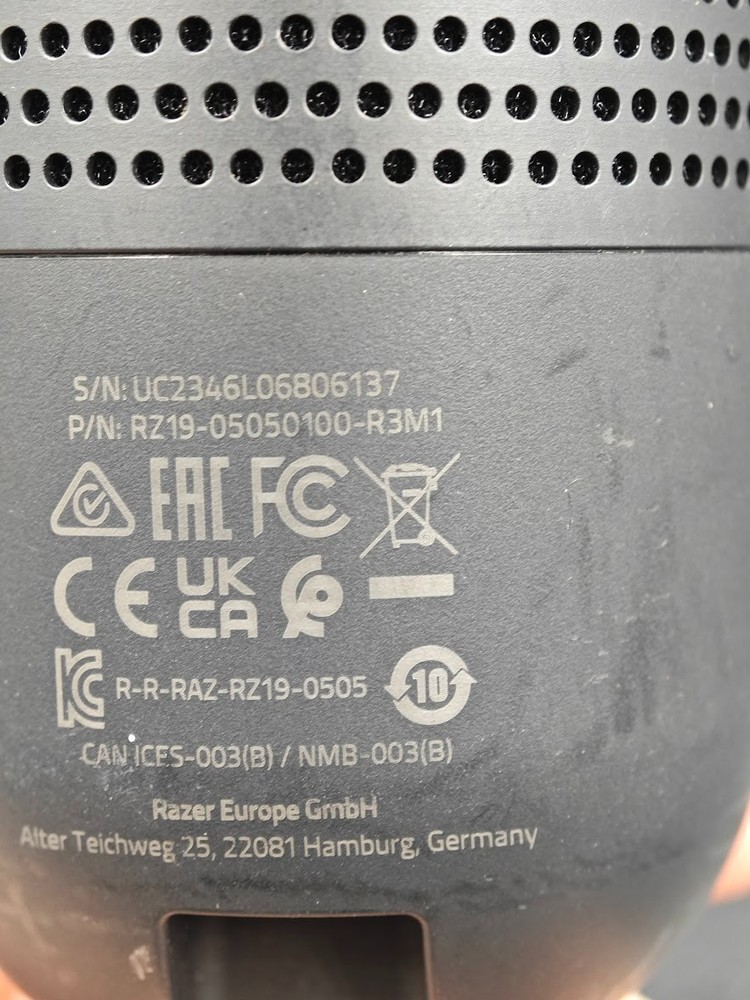 S/N: UC2346L06806137
P/N: RZ19-05050100-R3M1
EAC FC
CE UK
CA
R-R-RAZ-RZ19-0505 10
CAN ICES-003(B) / NMB-003(B)
Razer Europe GmbH
Alter Teichweg 25, 22081 Hamburg, Germany